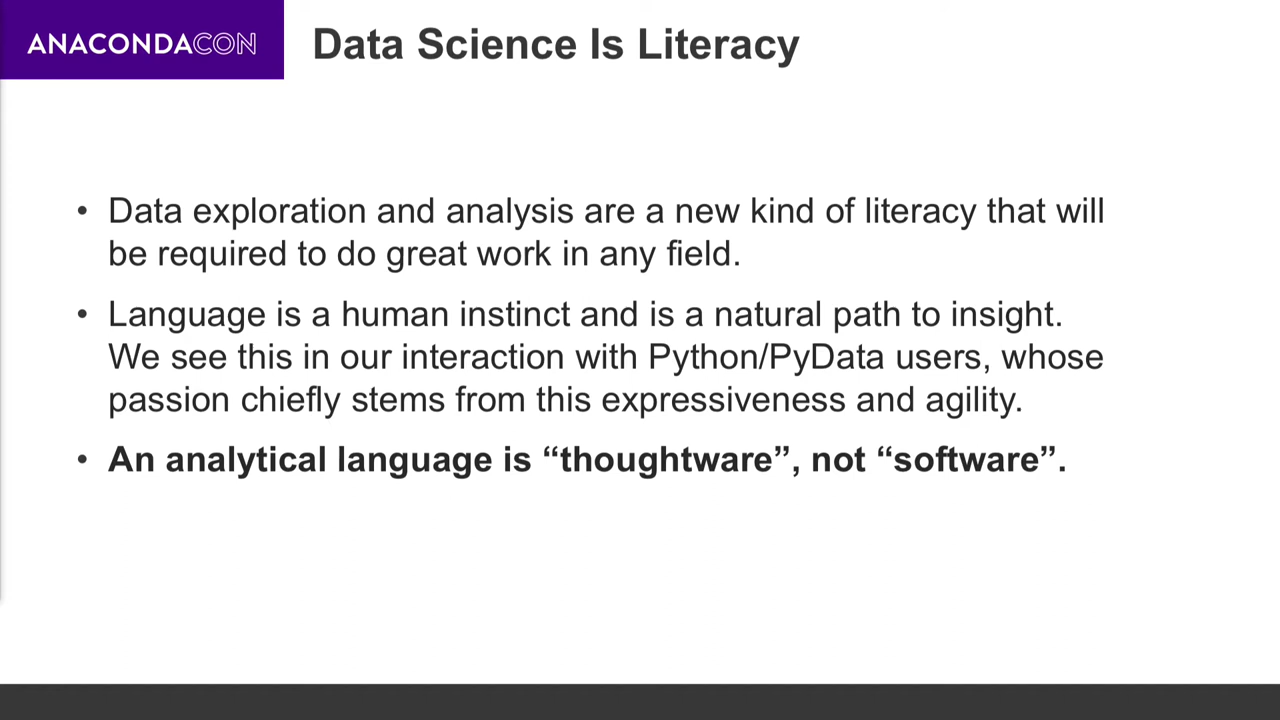 ANACONDACON
Data Science Is Literacy
• Data exploration and analysis are a new kind of literacy that will
be required to do great work in any field.
• Language is a human instinct and is a natural path to insight.
We see this in our interaction with Python/PyData users, whose
passion chiefly stems from this expressiveness and agility.
• An analytical language is “thoughtware”, not “software”.